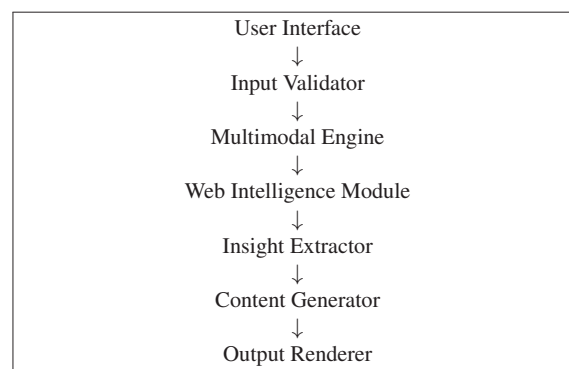 User Interface
↓
Input Validator
↓
Multimodal Engine
↓
Web Intelligence Module
↓
Insight Extractor
↓
Content Generator
↓
Output Renderer